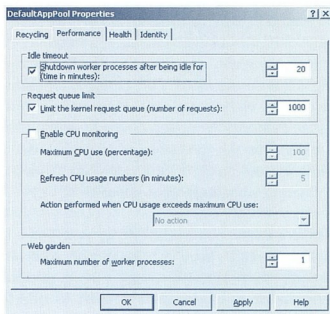 DefaultAppPool Properties
Recycling Performance Health Identity
Idle timeout
Shutdown worker processes after being idle for
(time in minutes):
20
Request queue limit
Limit the kernel request queue (number of requests):
1000
Enable CPU monitoring
Maximum CPU use (percentage):
100
Refresh CPU usage numbers (in minutes):
5
Action performed when CPU usage exceeds maximum CPU use:
No action
Web garden
Maximum number of worker processes:
1
OK Cancel Apply Help